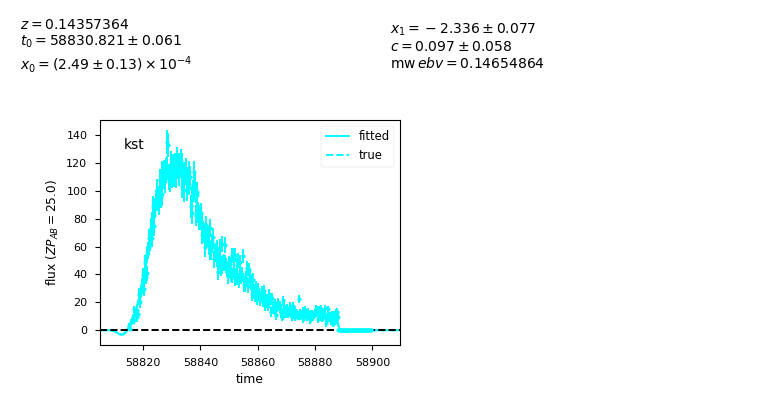 z = 0.14357364
t₀ = 58830.821 ± 0.061
x₀ = (2.49 ± 0.13) × 10⁻⁴
x₁ = − 2.336 ± 0.077
c = 0.097 ± 0.058
mw ebv = 0.14654864
kst
fitted
true
flux (ZP_AB = 25.0)
140
120
100
80
60
40
20
0
58820 58840 58860 58880 58900
time